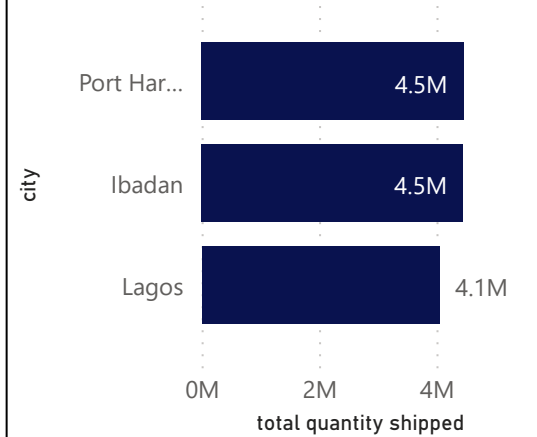 city
Port Har...
4.5M
Ibadan
4.5M
Lagos
4.1M
0M
2M
4M
total quantity shipped